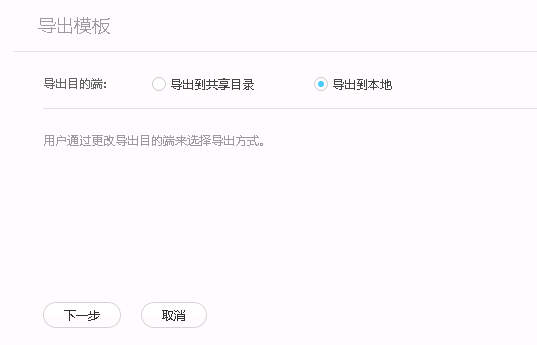 导出模板
导出目的端: 导出到共享目录 导出到本地
用户通过更改导出目的端来选择导出方式。
下一步 取消